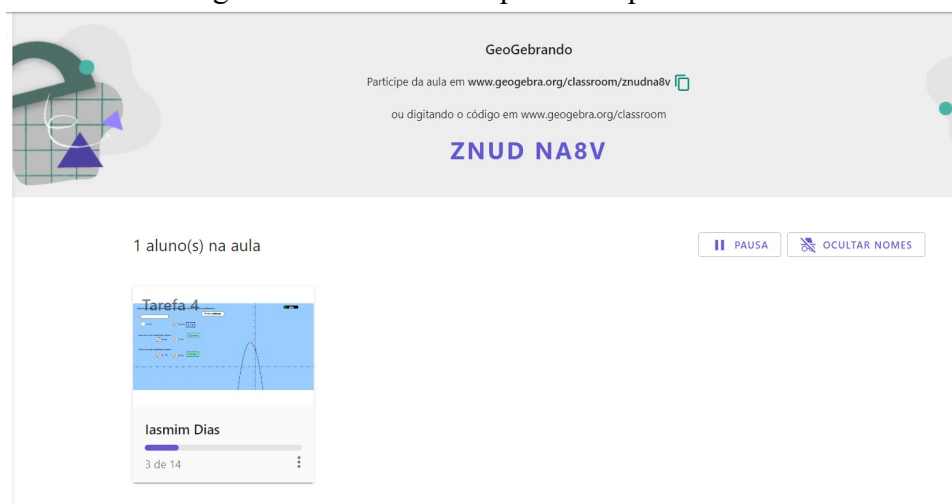 GeoGebrando
Participe da aula em www.geogebra.org/classroom/znudna8v
ou digitando o código em www.geogebra.org/classroom
ZNUD NA8V
1 aluno(s) na aula
PAUSA
OCULTAR NOMES
Tarefa 4
Iasmim Dias
3 de 14